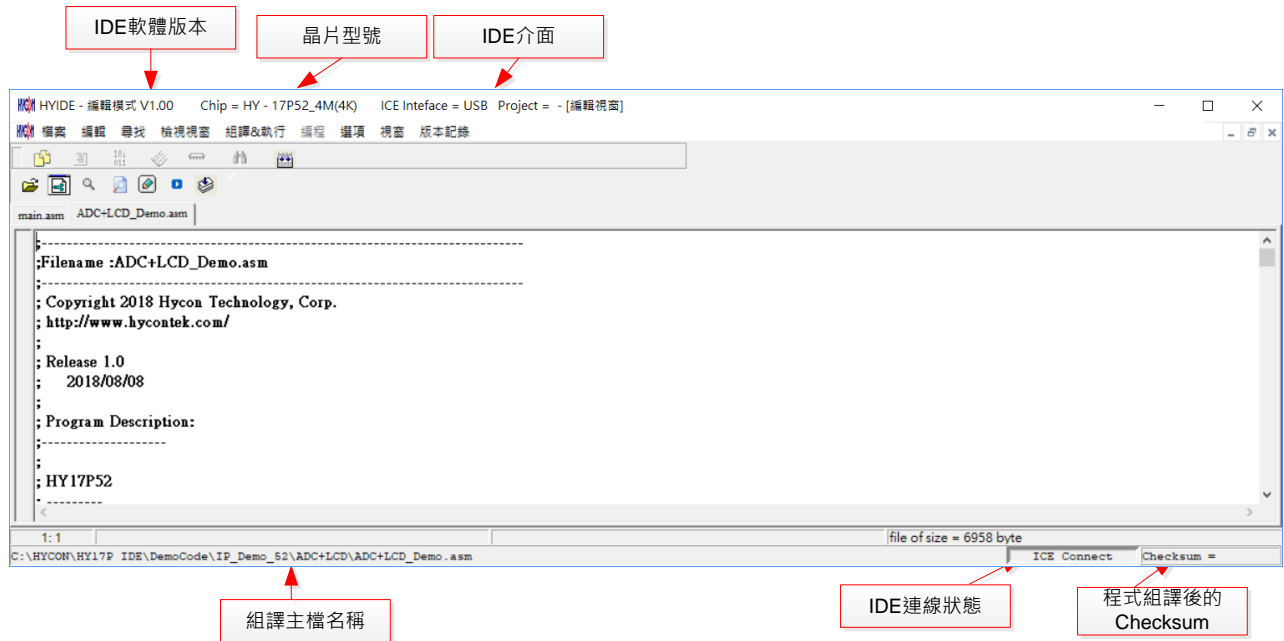 IDE軟體版本
晶片型號
IDE介面
HYIDE - 編輯模式 V1.00 Chip = HY - 17P52_4M(4K) ICE Inteface = USB Project = - [編輯視窗]
檔案 編輯 尋找 檢視視窗 組譯&執行 編程 選項 視窗 版本記錄
main.asm ADC+LCD_Demo.asm
;----------------------------------------------------------------------------
;Filename :ADC+LCD_Demo.asm
;----------------------------------------------------------------------------
; Copyright 2018 Hycon Technology, Corp.
; http://www.hycontek.com/
;
; Release 1.0
; 2018/08/08
;
; Program Description:
;--------------------
;
; HY17P52
; ---------
1: 1 file of size = 6958 byte
C:\HYCON\HY17P IDE\DemoCode\IP_Demo_52\ADC+LCD\ADC+LCD_Demo.asm ICE Connect Checksum =
組譯主檔名稱
IDE連線狀態
程式組譯後的
Checksum